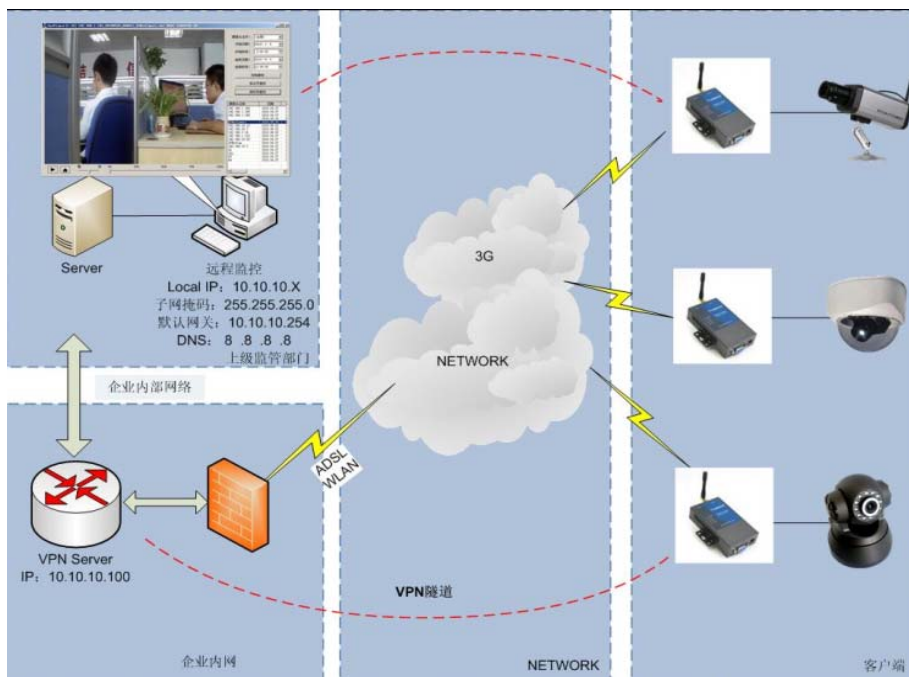 Server
远程监控
Local IP：10.10.10.X
子网掩码：255.255.255.0
默认网关：10.10.10.254
DNS： 8 .8 .8 .8
上级监管部门
企业内部网络
3G
NETWORK
ADSL
WLAN
VPN Server
IP：10.10.10.100
VPN隧道
企业内网
NETWORK
客户端